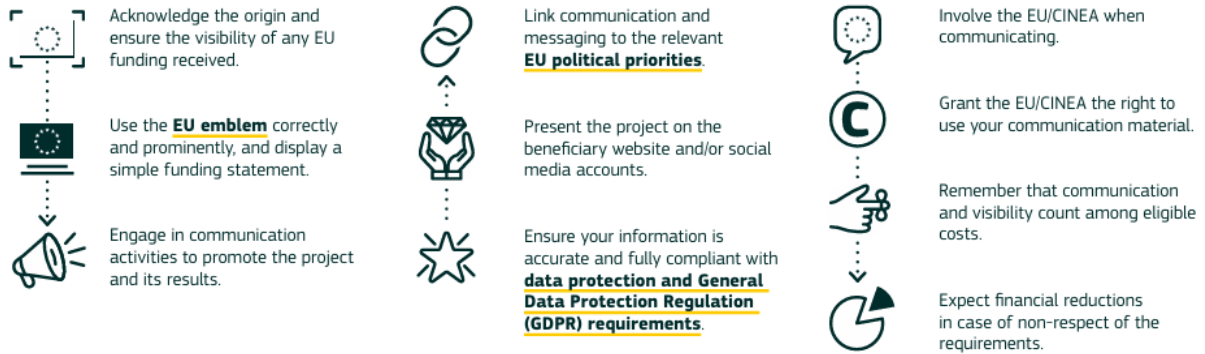 Acknowledge the origin and
ensure the visibility of any EU
funding received.
Use the EU emblem correctly
and prominently, and display a
simple funding statement.
Engage in communication
activities to promote the project
and its results.
Link communication and
messaging to the relevant
EU political priorities.
Present the project on the
beneficiary website and/or social
media accounts.
Ensure your information is
accurate and fully compliant with
data protection and General
Data Protection Regulation
(GDPR) requirements.
Involve the EU/CINEA when
communicating.
C
Grant the EU/CINEA the right to
use your communication material.
Remember that communication
and visibility count among eligible
costs.
Expect financial reductions
in case of non-respect of the
requirements.